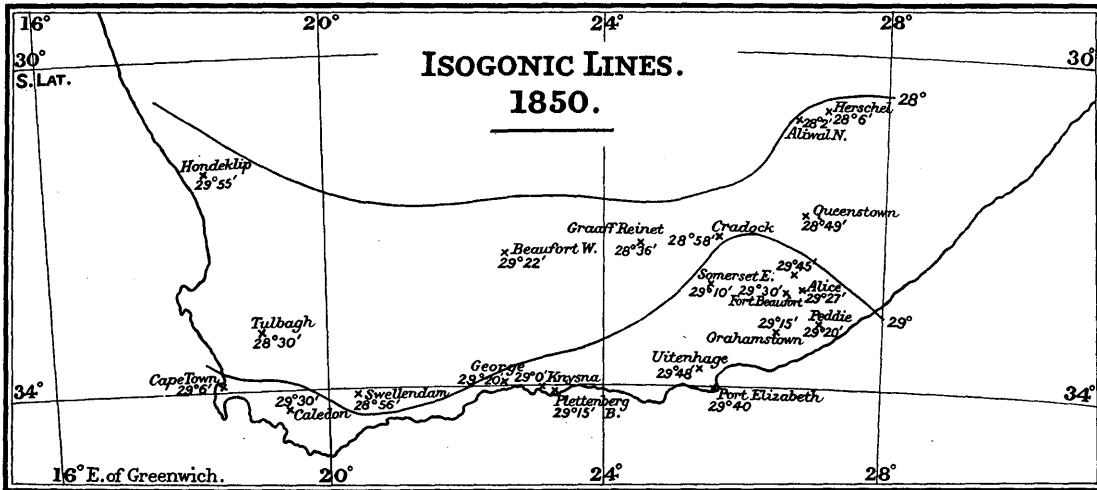 16° 20° 24° 28°
ISOGONIC LINES.
1850.
30° 30°
S. LAT.
28°
Herschel
28°6'
28°2'
Aliwal N.
Hondeklip
29°55'
Queenstown
28°49'
Graaff Reinet
28°36'
Cradock
28°58'
Beaufort W.
29°22'
29°45'
Somerset E.
29°10'
29°30'
Fort Beaufort
Alice
29°27'
29°
Tulbagh
28°30'
29°15'
Grahamstown
Peddie
29°20'
Uitenhage
29°48'
George
29°20'
29°0' Knysna
Cape Town
29°6'
34° 34°
29°30'
Caledon
Swellendam
28°56'
Plettenberg
29°15' B.
Port Elizabeth
29°40
16° E. of Greenwich. 20° 24° 28°